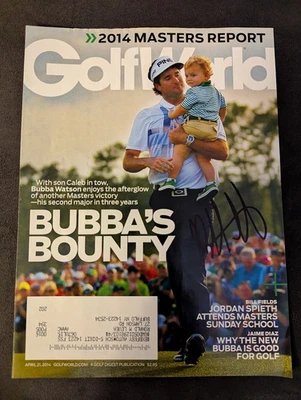 »2014 MASTERS REPORT
GolfWorld
PING
With son Caleb in tow,
Bubba Watson enjoys the afterglow
of another Masters victory
—his second major in three years
BUBBA'S
BOUNTY
BILL FIELDS
JORDAN SPIETH
ATTENDS MASTERS
SUNDAY SCHOOL
JAIME DIAZ
WHY THE NEW
BUBBA IS GOOD
FOR GOLF
APRIL 21, 2014 GOLFWORLD.COM A GOLF DIGEST PUBLICATION